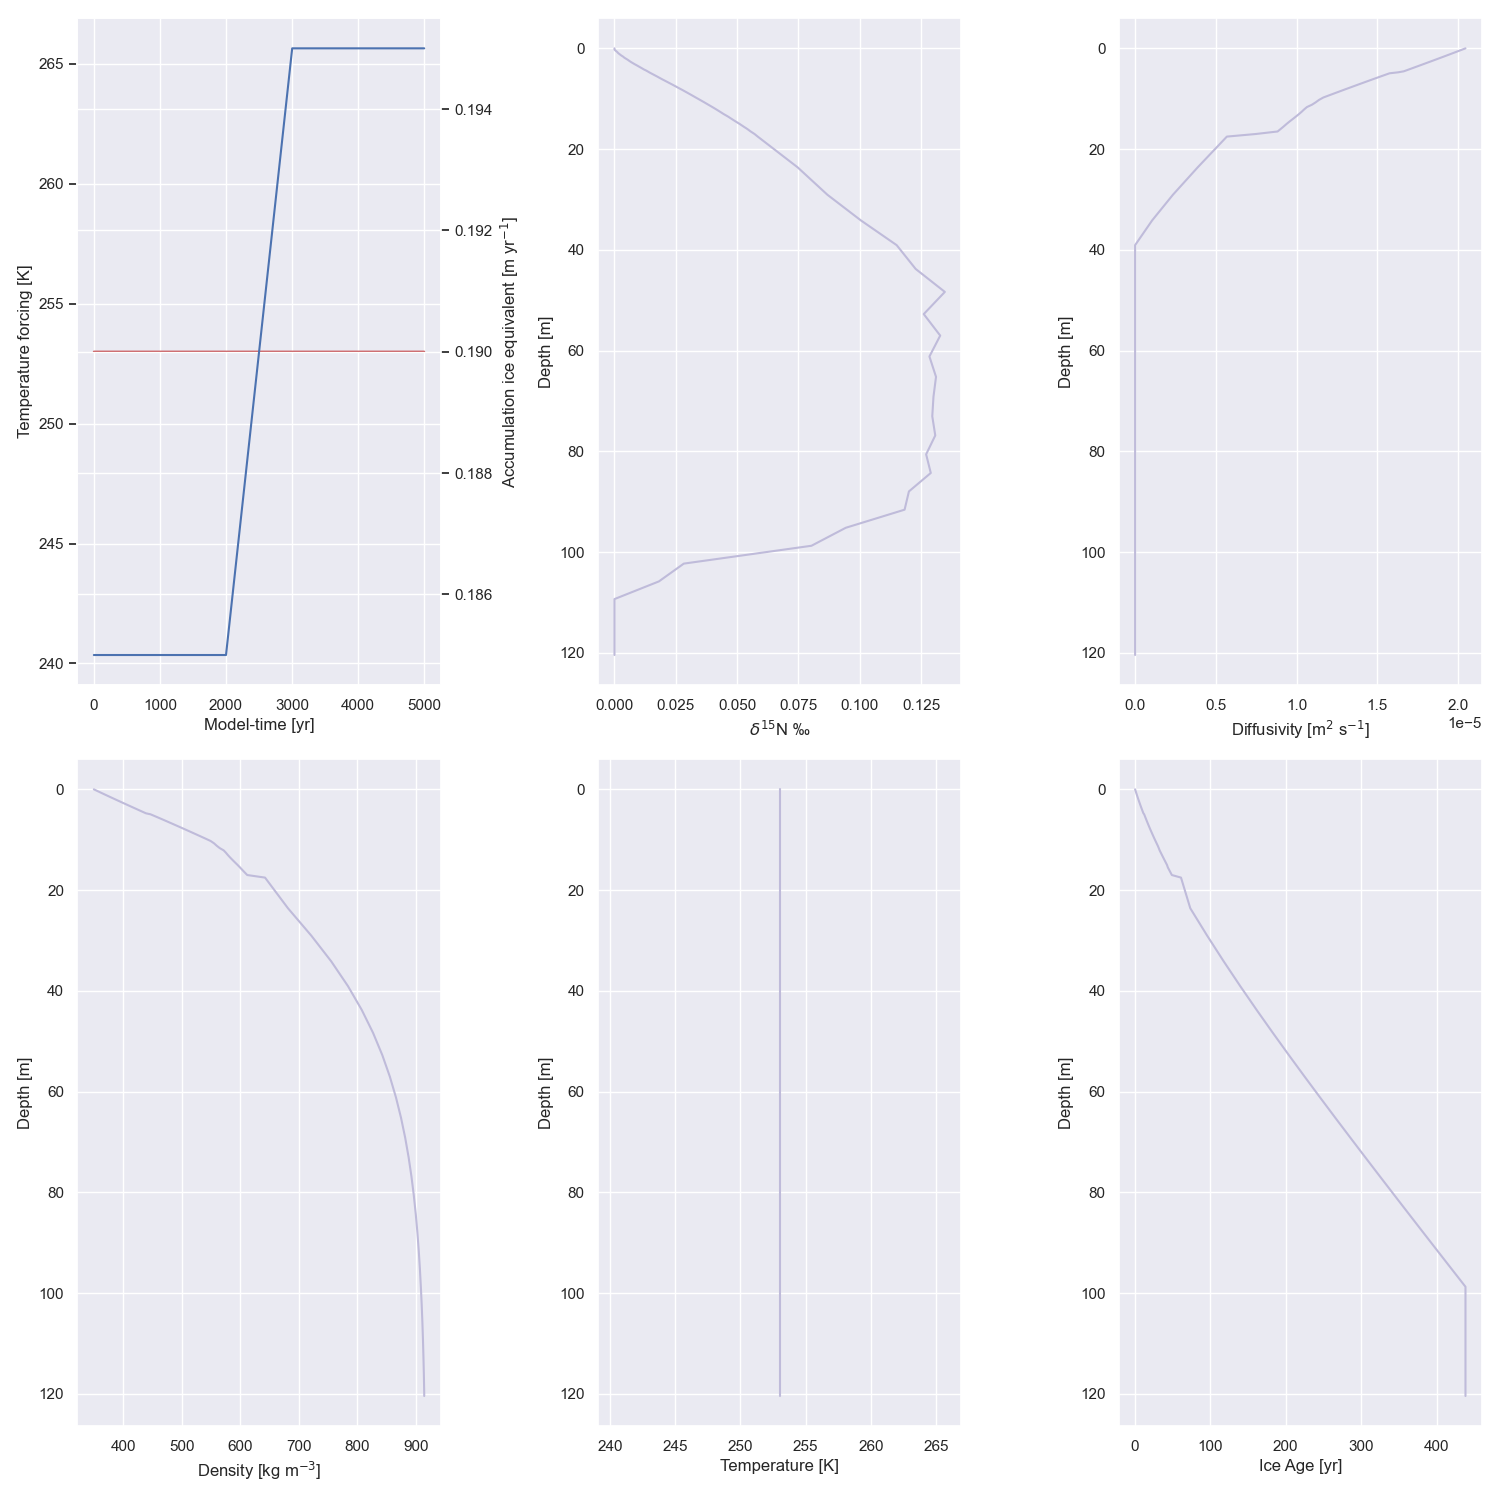 265
260
255
250
245
240
Temperature forcing [K]
0.194
0.192
0.190
0.188
0.186
Accumulation ice equivalent [m yr⁻¹]
0 1000 2000 3000 4000 5000
Model-time [yr]
0
20
40
60
80
100
120
Depth [m]
0.000 0.025 0.050 0.075 0.100 0.125
δ¹⁵N ‰
0
20
40
60
80
100
120
Depth [m]
0.0 0.5 1.0 1.5 2.0
1e−5
Diffusivity [m² s⁻¹]
0
20
40
60
80
100
120
Depth [m]
400 500 600 700 800 900
Density [kg m⁻³]
0
20
40
60
80
100
120
Depth [m]
240 245 250 255 260 265
Temperature [K]
0
20
40
60
80
100
120
Depth [m]
0 100 200 300 400
Ice Age [yr]